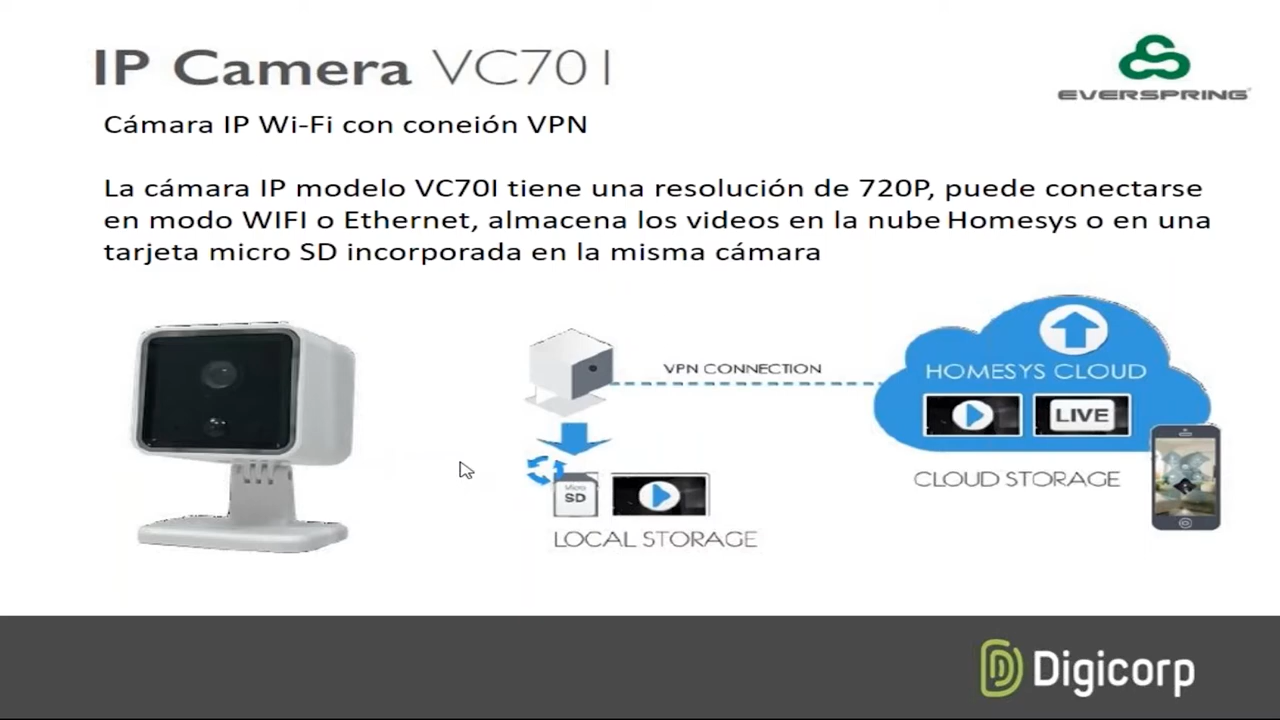 IP Camera VC70I
EVERSPRING
Cámara IP Wi-Fi con coneión VPN
La cámara IP modelo VC70I tiene una resolución de 720P, puede conectarse
en modo WIFI o Ethernet, almacena los videos en la nube Homesys o en una
tarjeta micro SD incorporada en la misma cámara
VPN CONNECTION
HOMESYS CLOUD
LIVE
CLOUD STORAGE
Micro
SD
LOCAL STORAGE
Digicorp